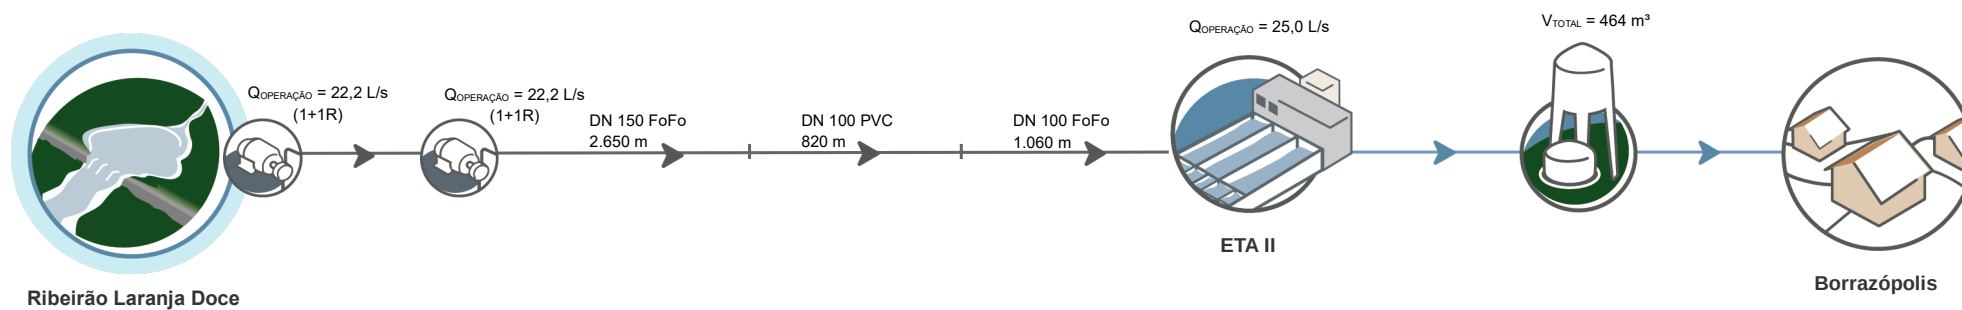 QOPERAÇÃO = 22,2 L/s
(1+1R)
QOPERAÇÃO = 22,2 L/s
(1+1R)
DN 150 FoFo
2.650 m
DN 100 PVC
820 m
DN 100 FoFo
1.060 m
QOPERAÇÃO = 25,0 L/s
VTOTAL = 464 m³
ETA II
Ribeirão Laranja Doce
Borrazópolis